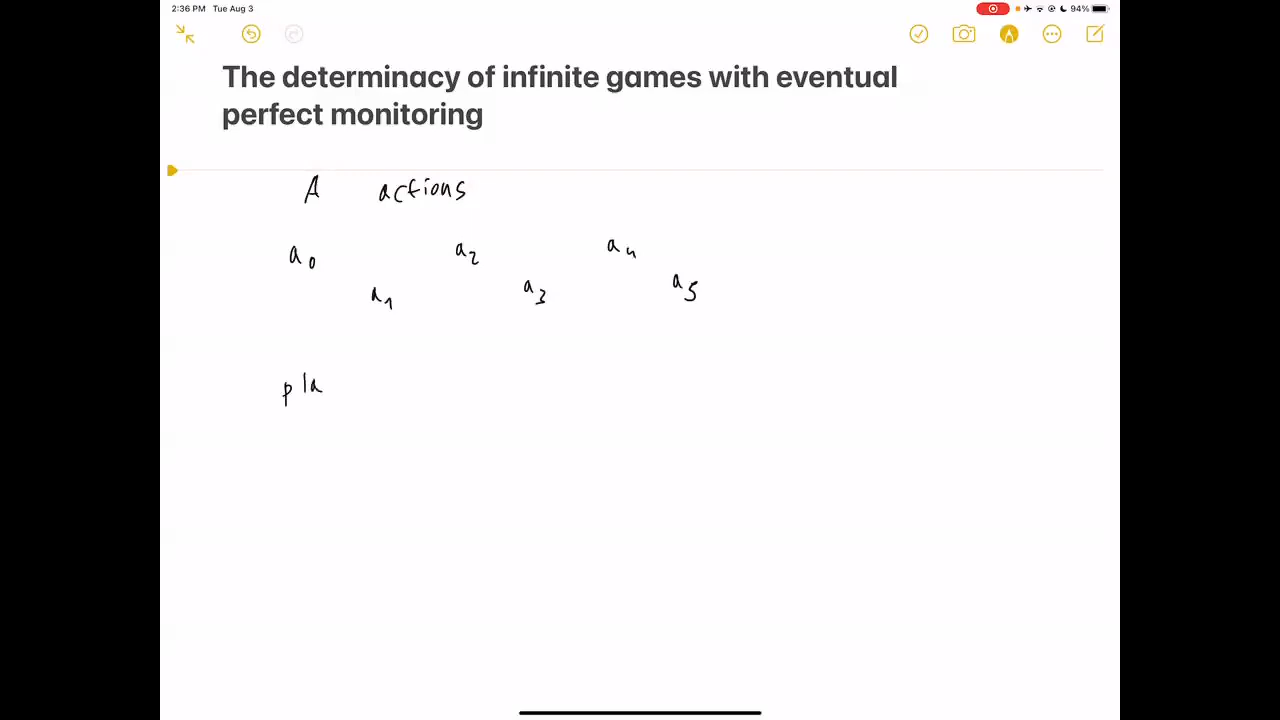 2:36 PM Tue Aug 3 94%
The determinacy of infinite games with eventual
perfect monitoring
A actions
a₀ a₂ a₄
a₁ a₃ a₅
pla